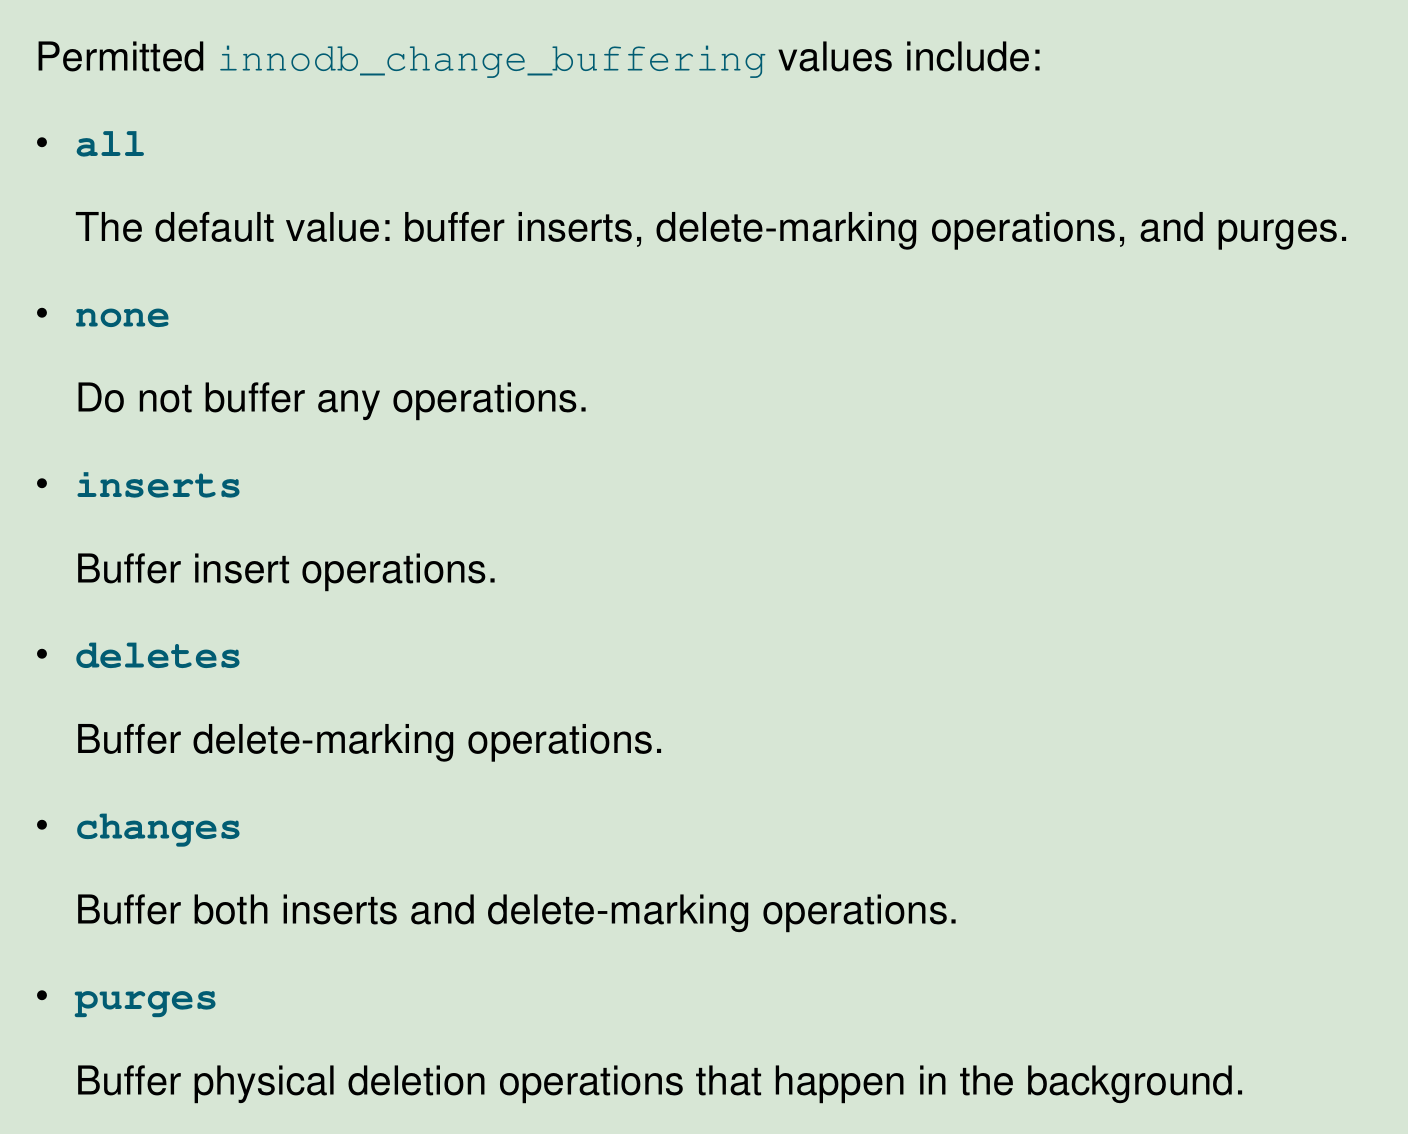 Permitted innodb_change_buffering values include:
• all
The default value: buffer inserts, delete-marking operations, and purges.
• none
Do not buffer any operations.
• inserts
Buffer insert operations.
• deletes
Buffer delete-marking operations.
• changes
Buffer both inserts and delete-marking operations.
• purges
Buffer physical deletion operations that happen in the background.